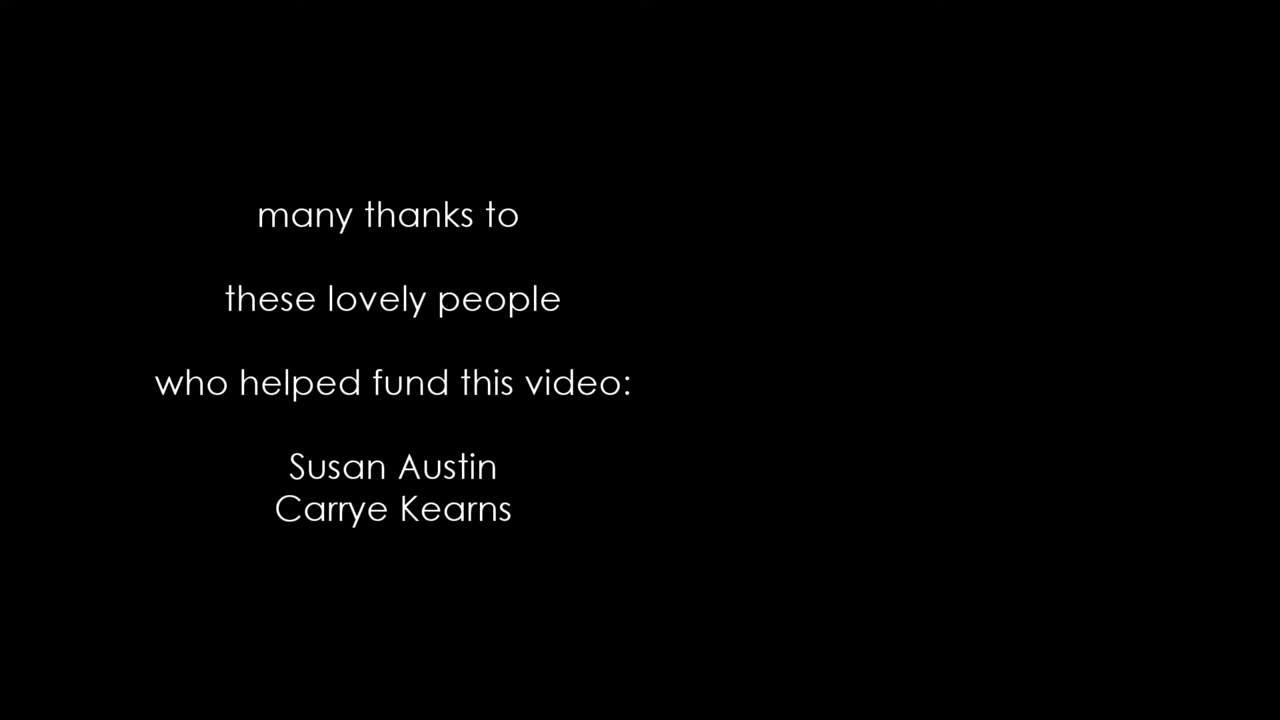 many thanks to
these lovely people
who helped fund this video:
Susan Austin
Carrye Kearns